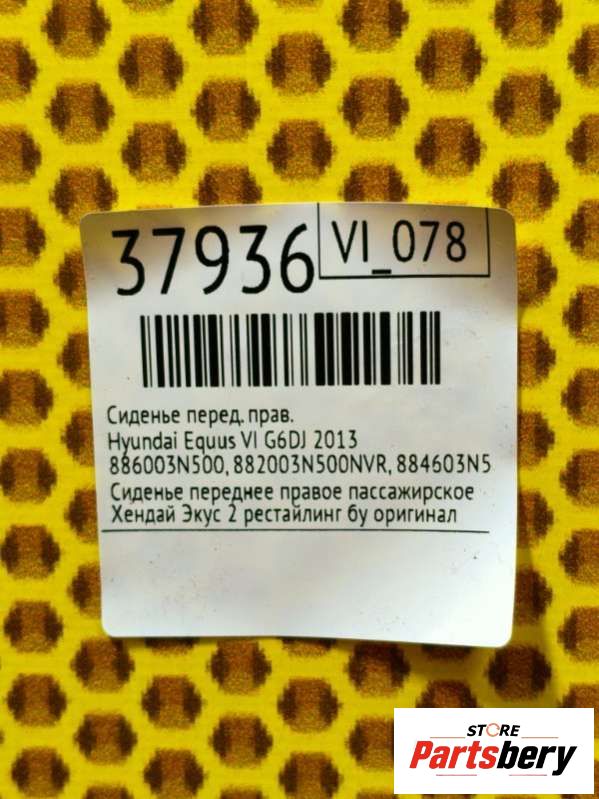 37936
VI_078
Сиденье перед. прав.
Hyundai Equus VI G6DJ 2013
886003N500, 882003N500NVR, 884603N5
Сиденье переднее правое пассажирское
Хендай Экус 2 рестайлинг бу оригинал
STORE
Partsbery